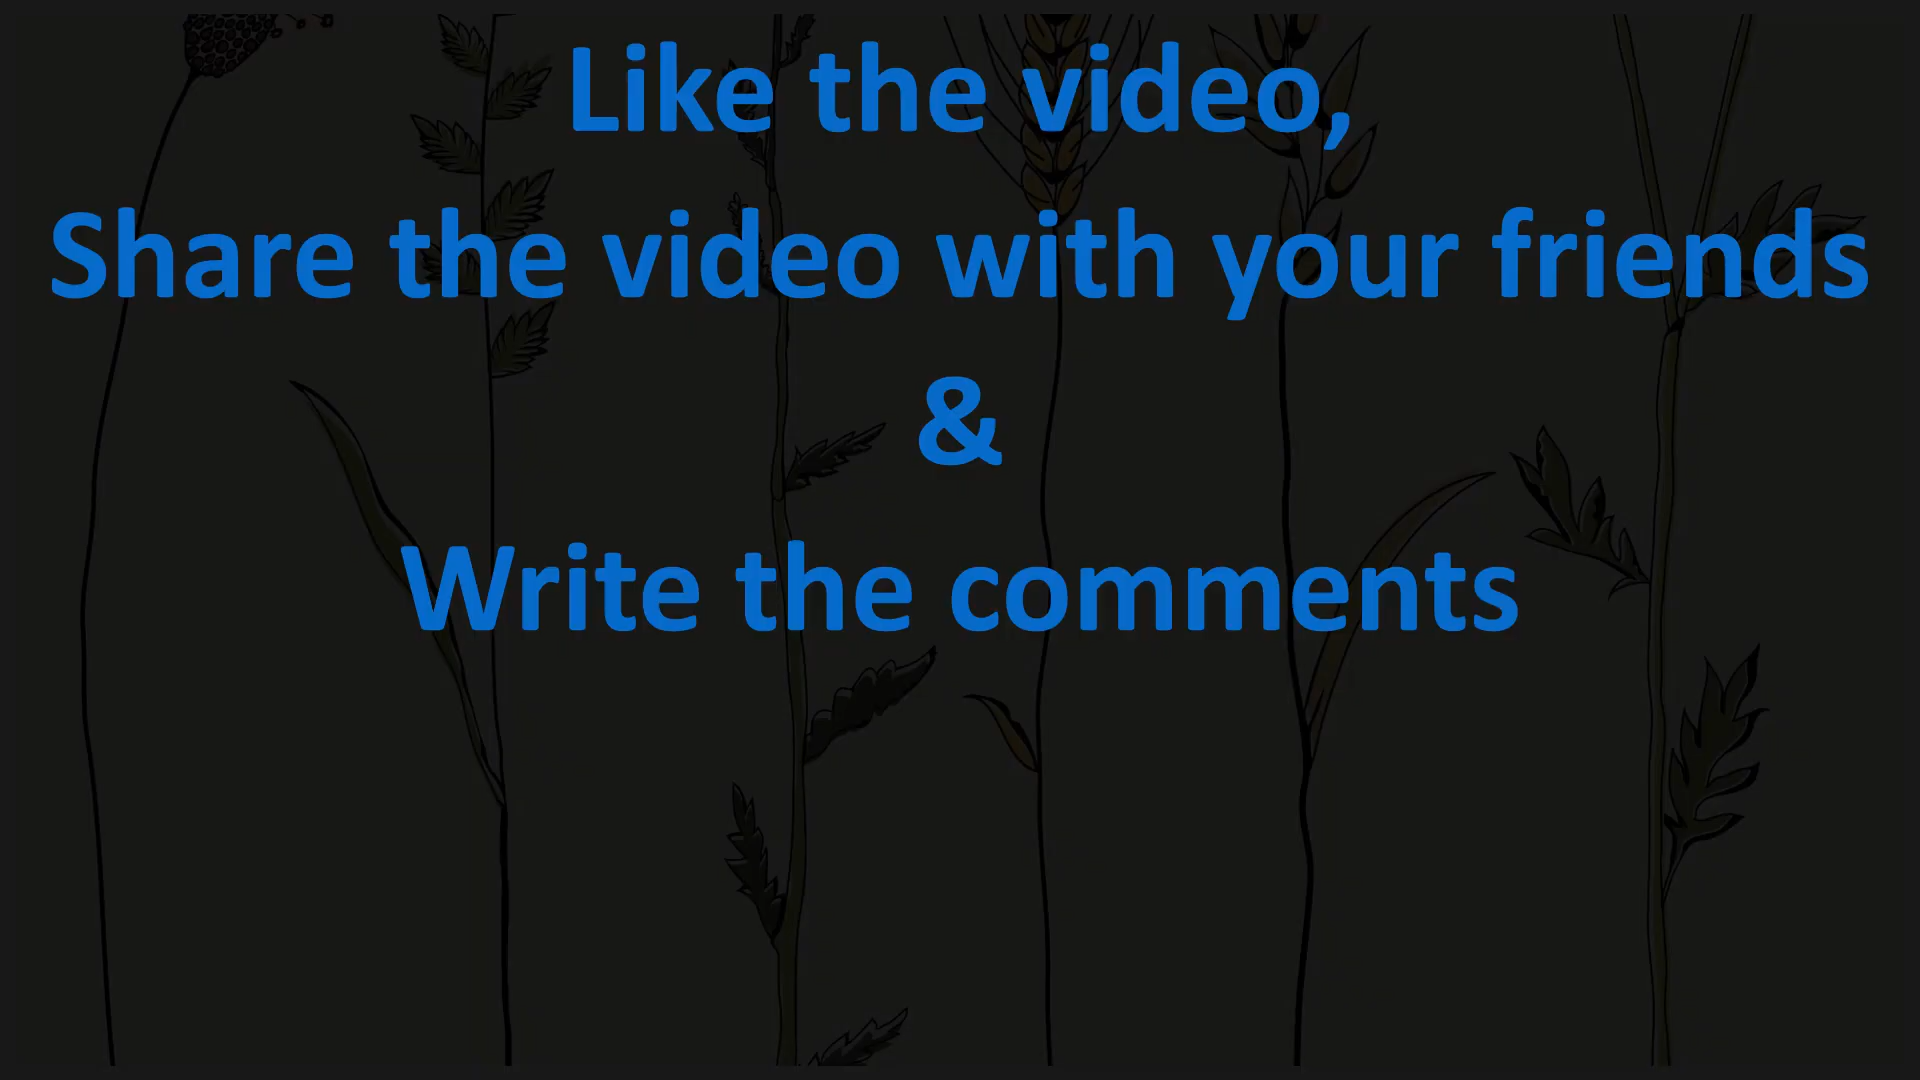 Like the video,
Share the video with your friends
&
Write the comments